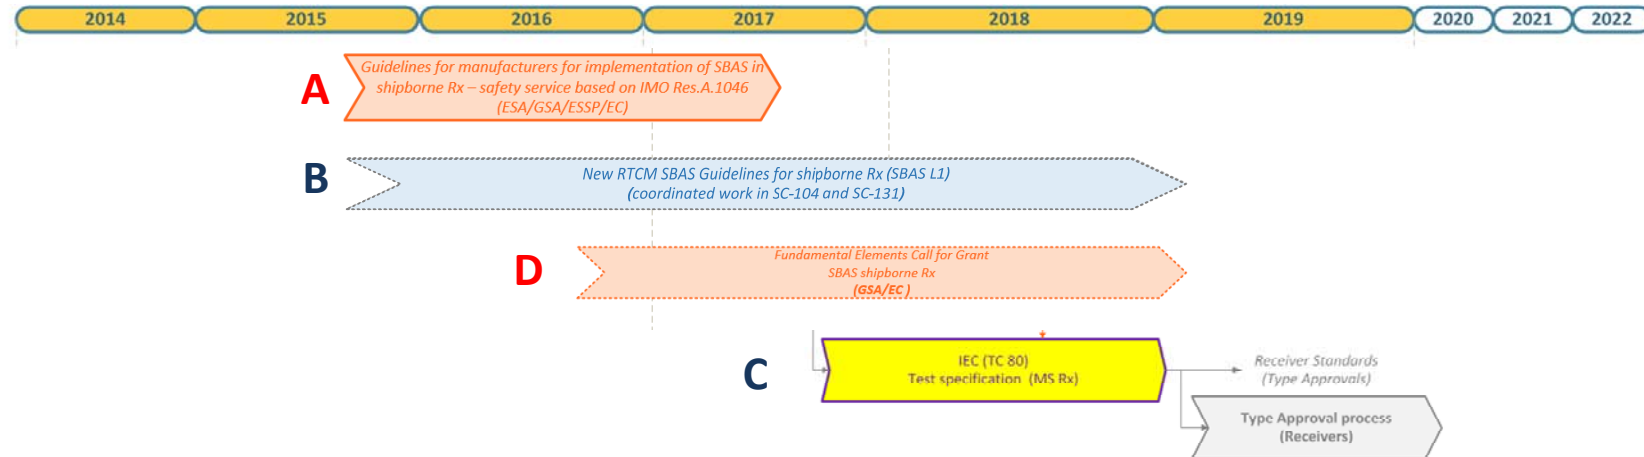 2014 2015 2016 2017 2018 2019 2020 2021 2022
A
Guidelines for manufacturers for implementation of SBAS in
shipborne Rx – safety service based on IMO Res.A.1046
(ESA/GSA/ESSP/EC)
B
New RTCM SBAS Guidelines for shipborne Rx (SBAS L1)
(coordinated work in SC-104 and SC-131)
D
Fundamental Elements Call for Grant
SBAS shipborne Rx
(GSA/EC )
C
IEC (TC 80)
Test specification (MS Rx)
Receiver Standards
(Type Approvals)
Type Approval process
(Receivers)